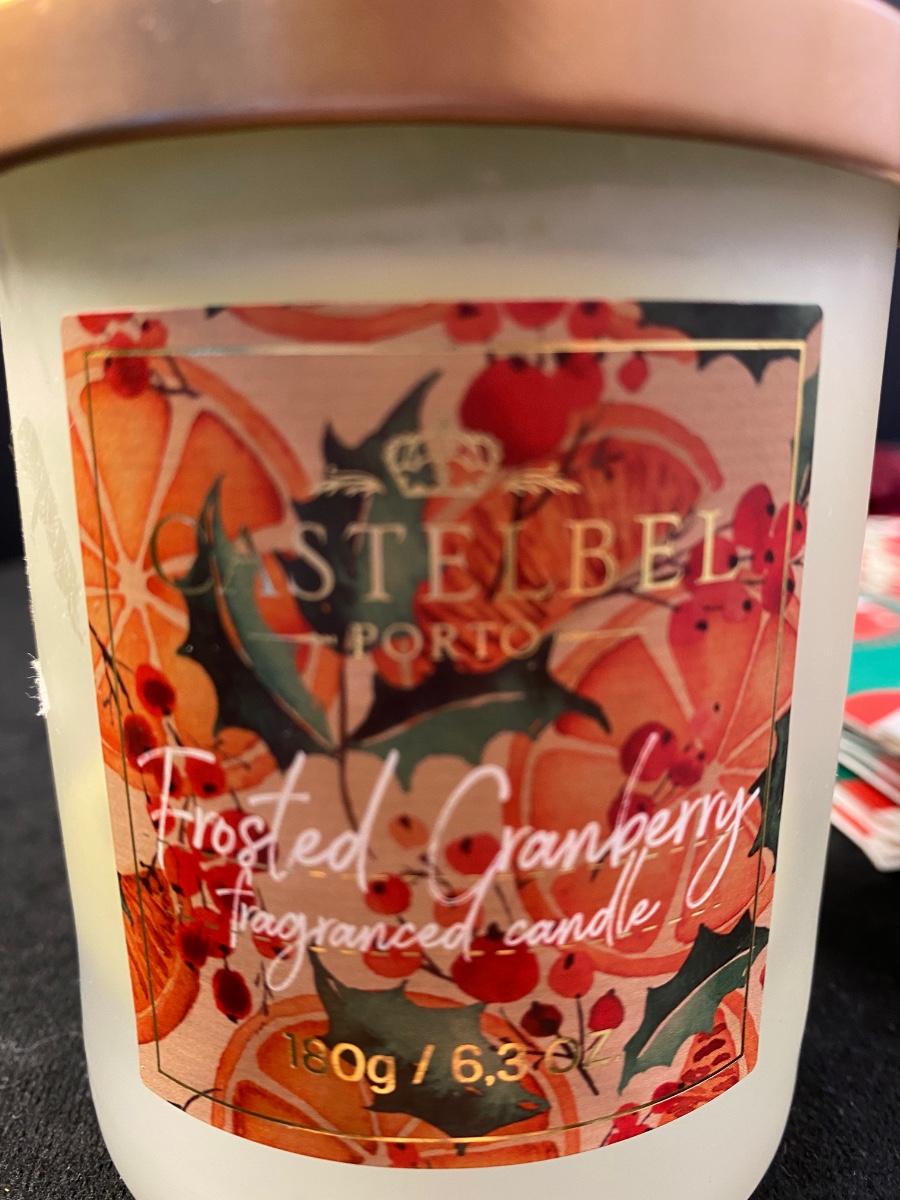 CASTELBEL
PORTO
Frosted Cranberry
fragranced candle
180g / 6,3 OZ